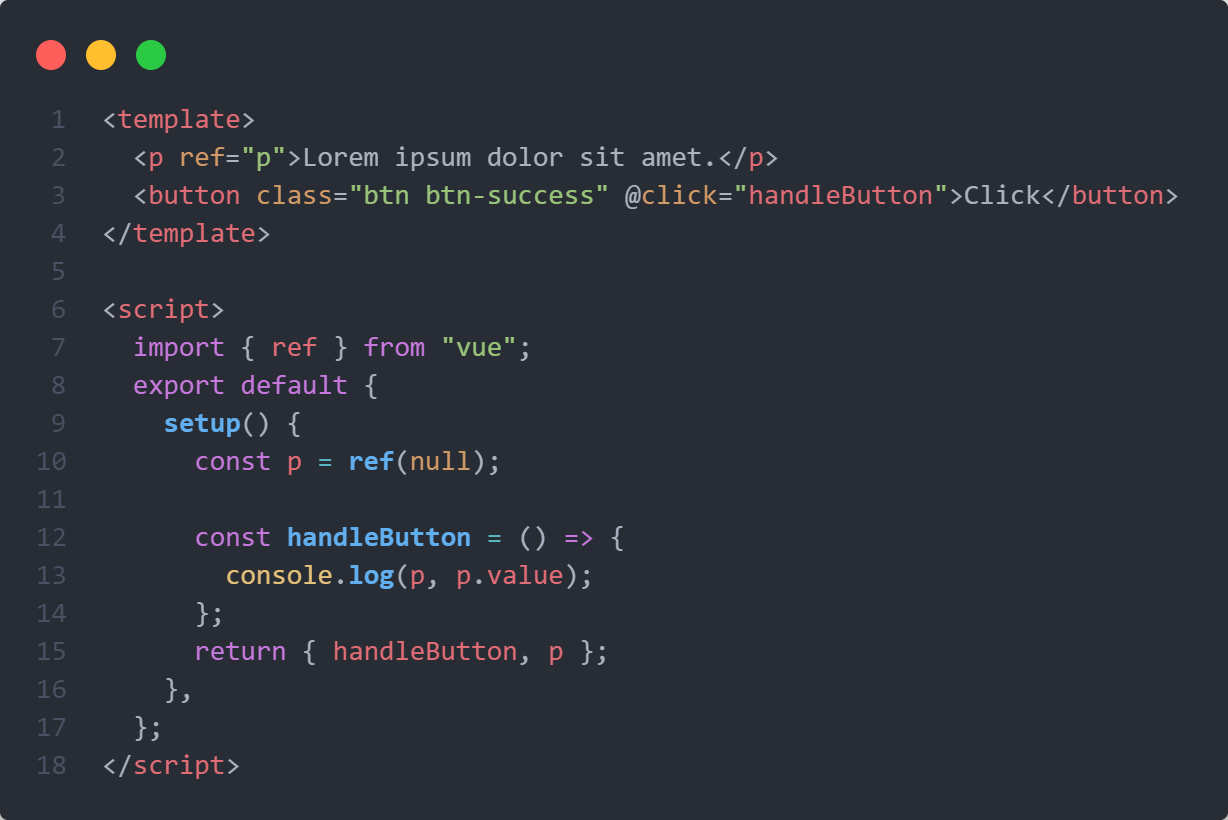 1 <template>
2   <p ref="p">Lorem ipsum dolor sit amet.</p>
3   <button class="btn btn-success" @click="handleButton">Click</button>
4 </template>
5
6 <script>
7   import { ref } from "vue";
8   export default {
9     setup() {
10       const p = ref(null);
11
12       const handleButton = () => {
13         console.log(p, p.value);
14       };
15       return { handleButton, p };
16     },
17   };
18 </script>